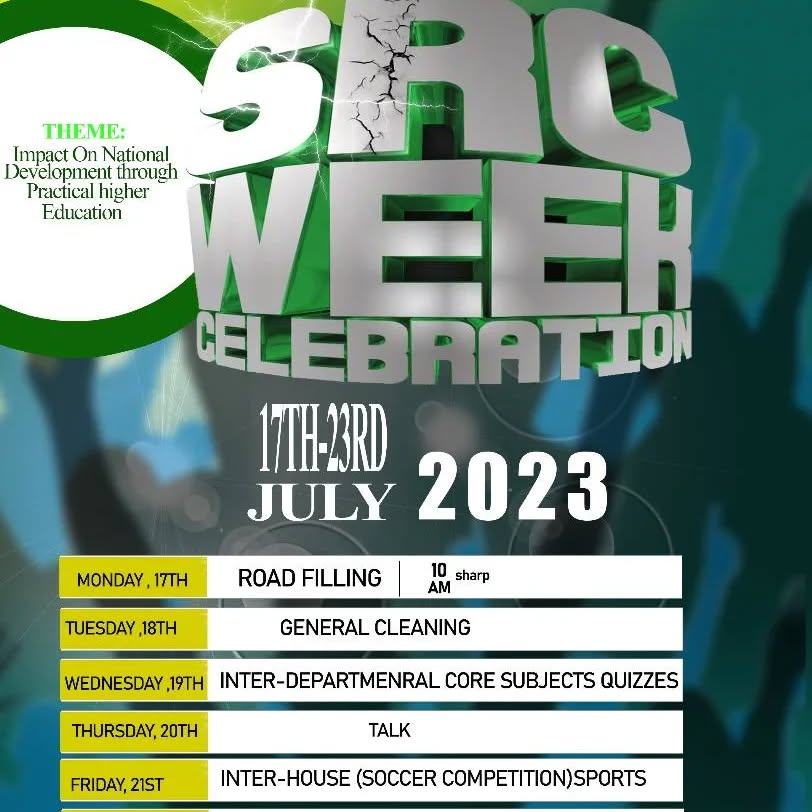 SRC
WEEK
CELEBRATION
THEME:
Impact On National
Development through
Practical higher
Education
17TH-23RD
JULY 2023
MONDAY , 17TH ROAD FILLING 10 AM sharp
TUESDAY ,18TH GENERAL CLEANING
WEDNESDAY ,19TH INTER-DEPARTMENRAL CORE SUBJECTS QUIZZES
THURSDAY, 20TH TALK
FRIDAY, 21ST INTER-HOUSE (SOCCER COMPETITION)SPORTS